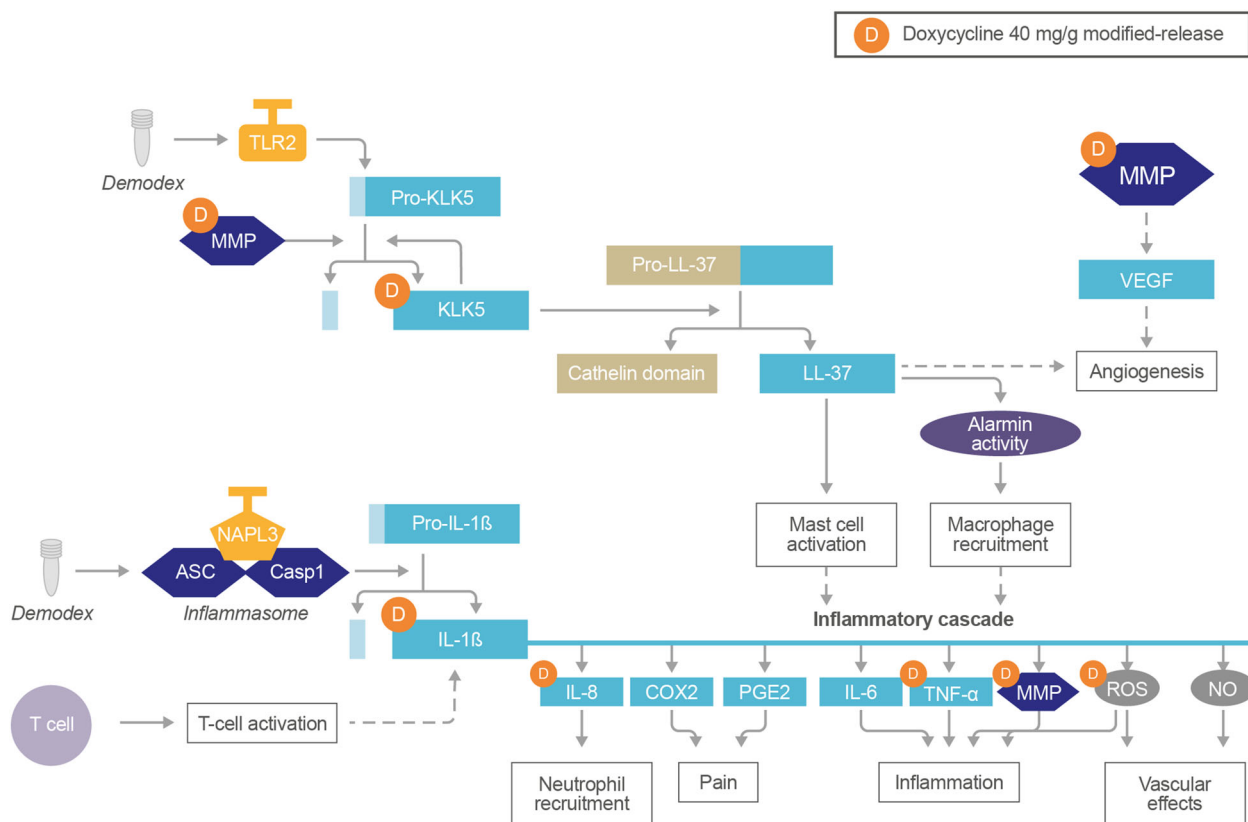 D Doxycycline 40 mg/g modified-release
TLR2
Demodex
D
MMP
Pro-KLK5
D
MMP
Pro-LL-37
VEGF
D
KLK5
Cathelin domain
LL-37
Angiogenesis
Alarmin
activity
NAPL3
Pro-IL-1ß
Mast cell
activation
Macrophage
recruitment
ASC
Casp1
Demodex
Inflammasome
Inflammatory cascade
D
IL-1ß
D
IL-8
COX2
PGE2
IL-6
D
TNF-α
D
MMP
D
ROS
NO
T cell
T-cell activation
Neutrophil
recruitment
Pain
Inflammation
Vascular
effects